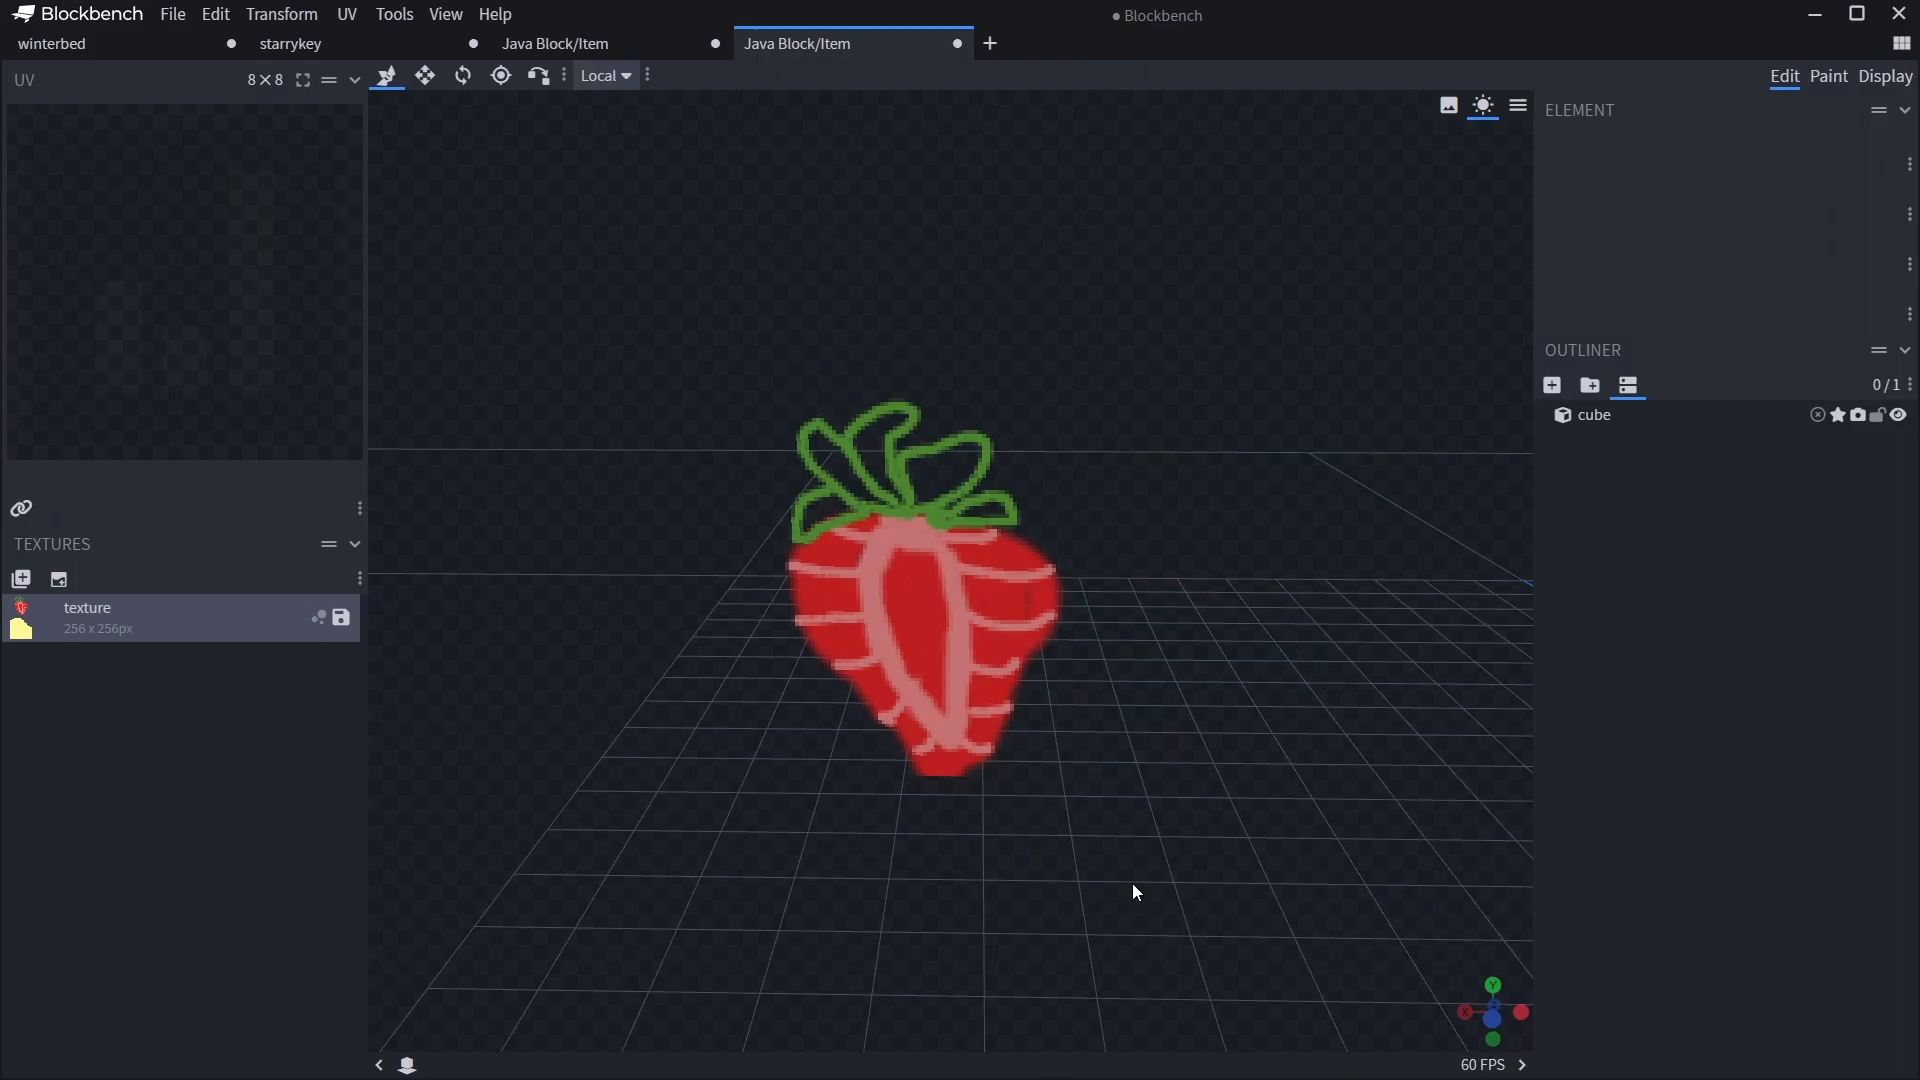 Blockbench File Edit Transform UV Tools View Help
● Blockbench
winterbed starrykey Java Block/Item Java Block/Item
UV 8×8
Local
Edit Paint Display
ELEMENT
OUTLINER
0/1
cube
TEXTURES
texture
256 x 256px
Y
X
60 FPS